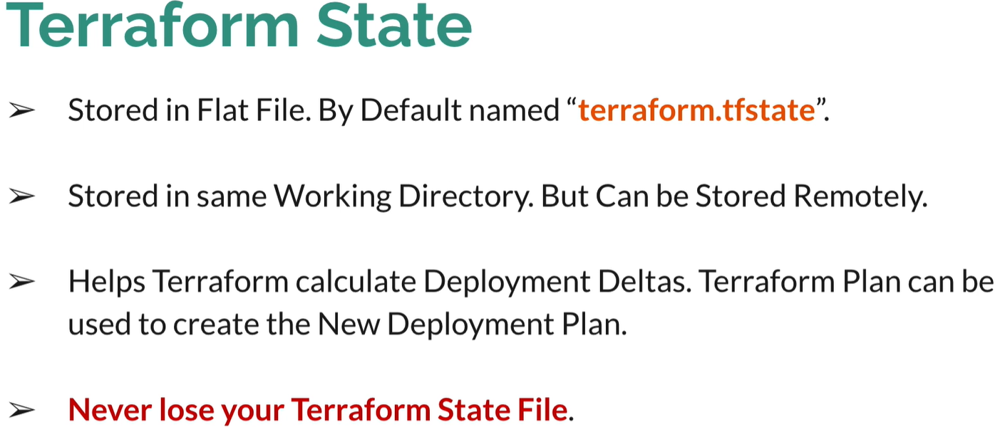 Terraform State
➢ Stored in Flat File. By Default named “terraform.tfstate”.
➢ Stored in same Working Directory. But Can be Stored Remotely.
➢ Helps Terraform calculate Deployment Deltas. Terraform Plan can be
used to create the New Deployment Plan.
➢ Never lose your Terraform State File.